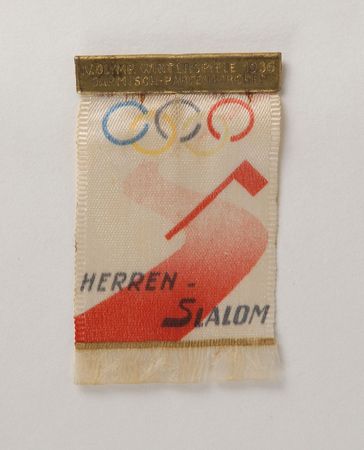 IV. OLYMP. WINTERSPIELE 1936
GARMISCH-PARTENKIRCHEN
HERREN -
SLALOM